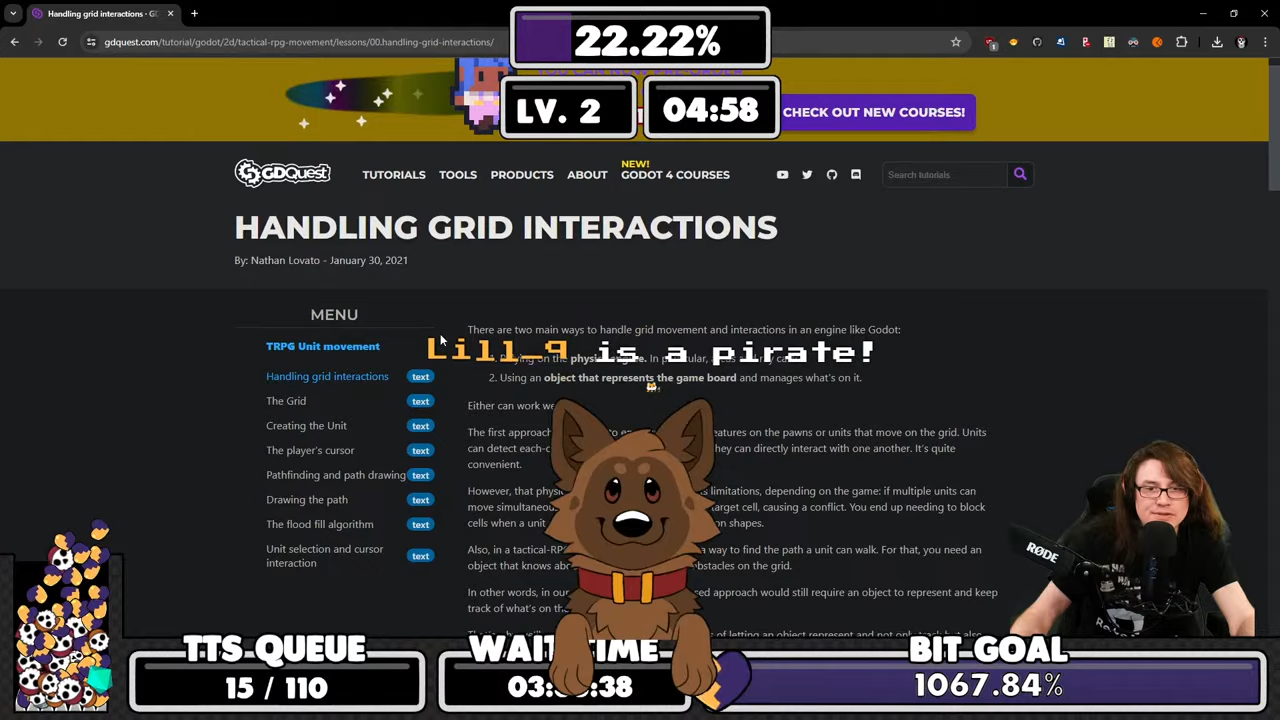 Handling grid interactions · G
gdquest.com/tutorial/godot/2d/tactical-rpg-movement/lessons/00.handling-grid-interactions/
22.22%
LV. 2
04:58
CHECK OUT NEW COURSES!
GDQuest
TUTORIALS
TOOLS
PRODUCTS
ABOUT
NEW!
GODOT 4 COURSES
Search tutorials...
HANDLING GRID INTERACTIONS
By: Nathan Lovato - January 30, 2021
MENU
TRPG Unit movement
Handling grid interactions text
The Grid text
Creating the Unit text
The player's cursor text
Pathfinding and path drawing text
Drawing the path text
The flood fill algorithm text
Unit selection and cursor
interaction text
There are two main ways to handle grid movement and interactions in an engine like Godot:
Lill_9 is a pirate!
2. Using an object that represents the game board and manages what's on it.
Either can work we
The first approach to e eatures on the pawns or units that move on the grid. Units
can detect each-o hey can directly interact with one another. It's quite
convenient.
However, that physi s limitations, depending on the game: if multiple units can
move simultaneous target cell, causing a conflict. You end up needing to block
cells when a unit on shapes.
Also, in a tactical-RP a way to find the path a unit can walk. For that, you need an
object that knows abo bstacles on the grid.
In other words, in our sed approach would still require an object to represent and keep
track of what's on the
RØDE
TTS QUEUE
15 / 110
WAIT TIME
03: :38
BIT GOAL
1067.84%